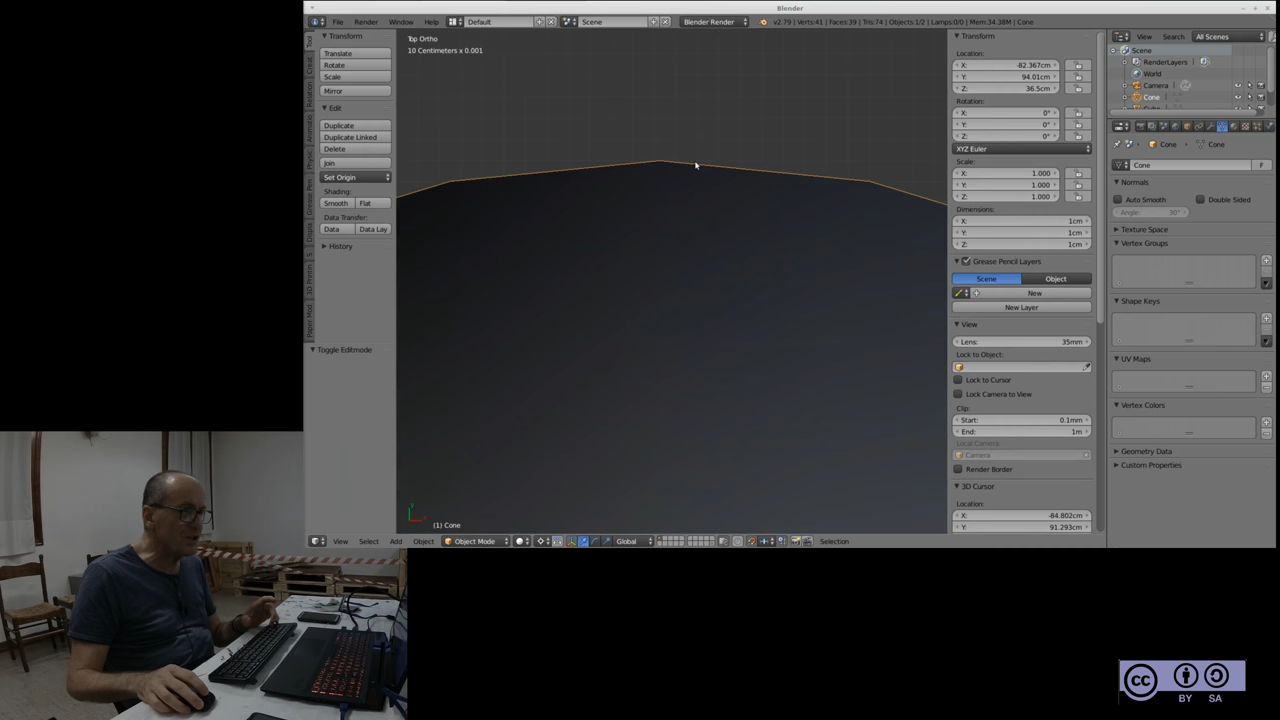 Blender
File Render Window Help Default Scene Blender Render v2.79 | Verts:41 | Faces:39 | Tris:74 | Objects:1/2 | Lamps:0/0 | Mem:34.38M | Cone
Transform
Translate
Rotate
Scale
Mirror
Edit
Duplicate
Duplicate Linked
Delete
Join
Set Origin
Shading:
Smooth Flat
Data Transfer:
Data Data Lay
History
Toggle Editmode
Top Ortho
10 Centimeters x 0.001
(1) Cone
View Select Add Object Object Mode Global Selection
Transform
Location:
X: -82.367cm
Y: 94.01cm
Z: 36.5cm
Rotation:
X: 0°
Y: 0°
Z: 0°
XYZ Euler
Scale:
X: 1.000
Y: 1.000
Z: 1.000
Dimensions:
X: 1cm
Y: 1cm
Z: 1cm
Grease Pencil Layers
Scene Object
New
New Layer
View
Lens: 35mm
Lock to Object:
Lock to Cursor
Lock Camera to View
Clip:
Start: 0.1mm
End: 1m
Local Camera:
Camera
Render Border
3D Cursor
Location:
X: -84.802cm
Y: 91.293cm
View Search All Scenes
Scene
RenderLayers
World
Camera
Cone
Cone Cone
Cone F
Normals
Auto Smooth Double Sided
Angle: 30°
Texture Space
Vertex Groups
Shape Keys
UV Maps
Vertex Colors
Geometry Data
Custom Properties
cc
BY SA